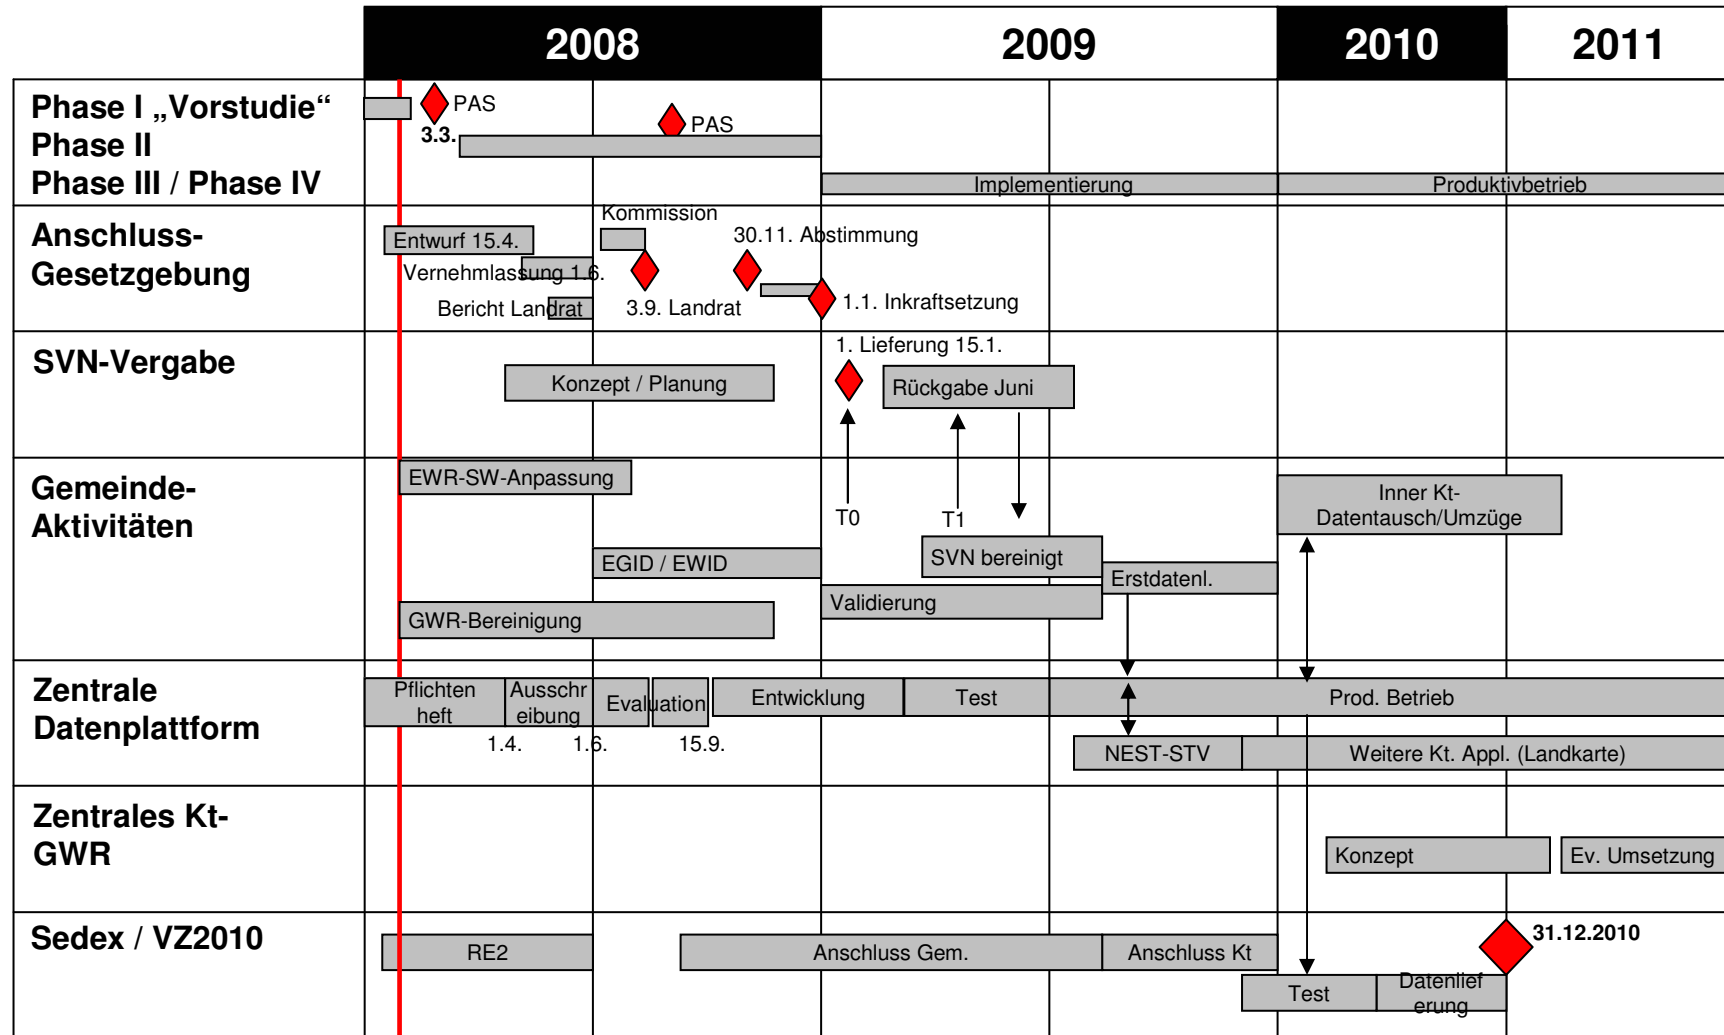 2008
2009
2010
2011
Phase I „Vorstudie“
Phase II
Phase III / Phase IV
PAS
3.3.
PAS
Implementierung
Produktivbetrieb
Anschluss-
Gesetzgebung
Kommission
Entwurf 15.4.
30.11. Abstimmung
Vernehmlassung 1.6.
Bericht Landrat
3.9. Landrat
1.1. Inkraftsetzung
SVN-Vergabe
1. Lieferung 15.1.
Konzept / Planung
Rückgabe Juni
Gemeinde-
Aktivitäten
EWR-SW-Anpassung
T0
T1
Inner Kt-
Datentausch/Umzüge
EGID / EWID
SVN bereinigt
Erstdatenl.
Validierung
GWR-Bereinigung
Zentrale
Datenplattform
Pflichten
heft
Ausschr
eibung
Evaluation
Entwicklung
Test
Prod. Betrieb
1.4.
1.6.
15.9.
NEST-STV
Weitere Kt. Appl. (Landkarte)
Zentrales Kt-
GWR
Konzept
Ev. Umsetzung
Sedex / VZ2010
RE2
Anschluss Gem.
Anschluss Kt
31.12.2010
Test
Datenlief
erung